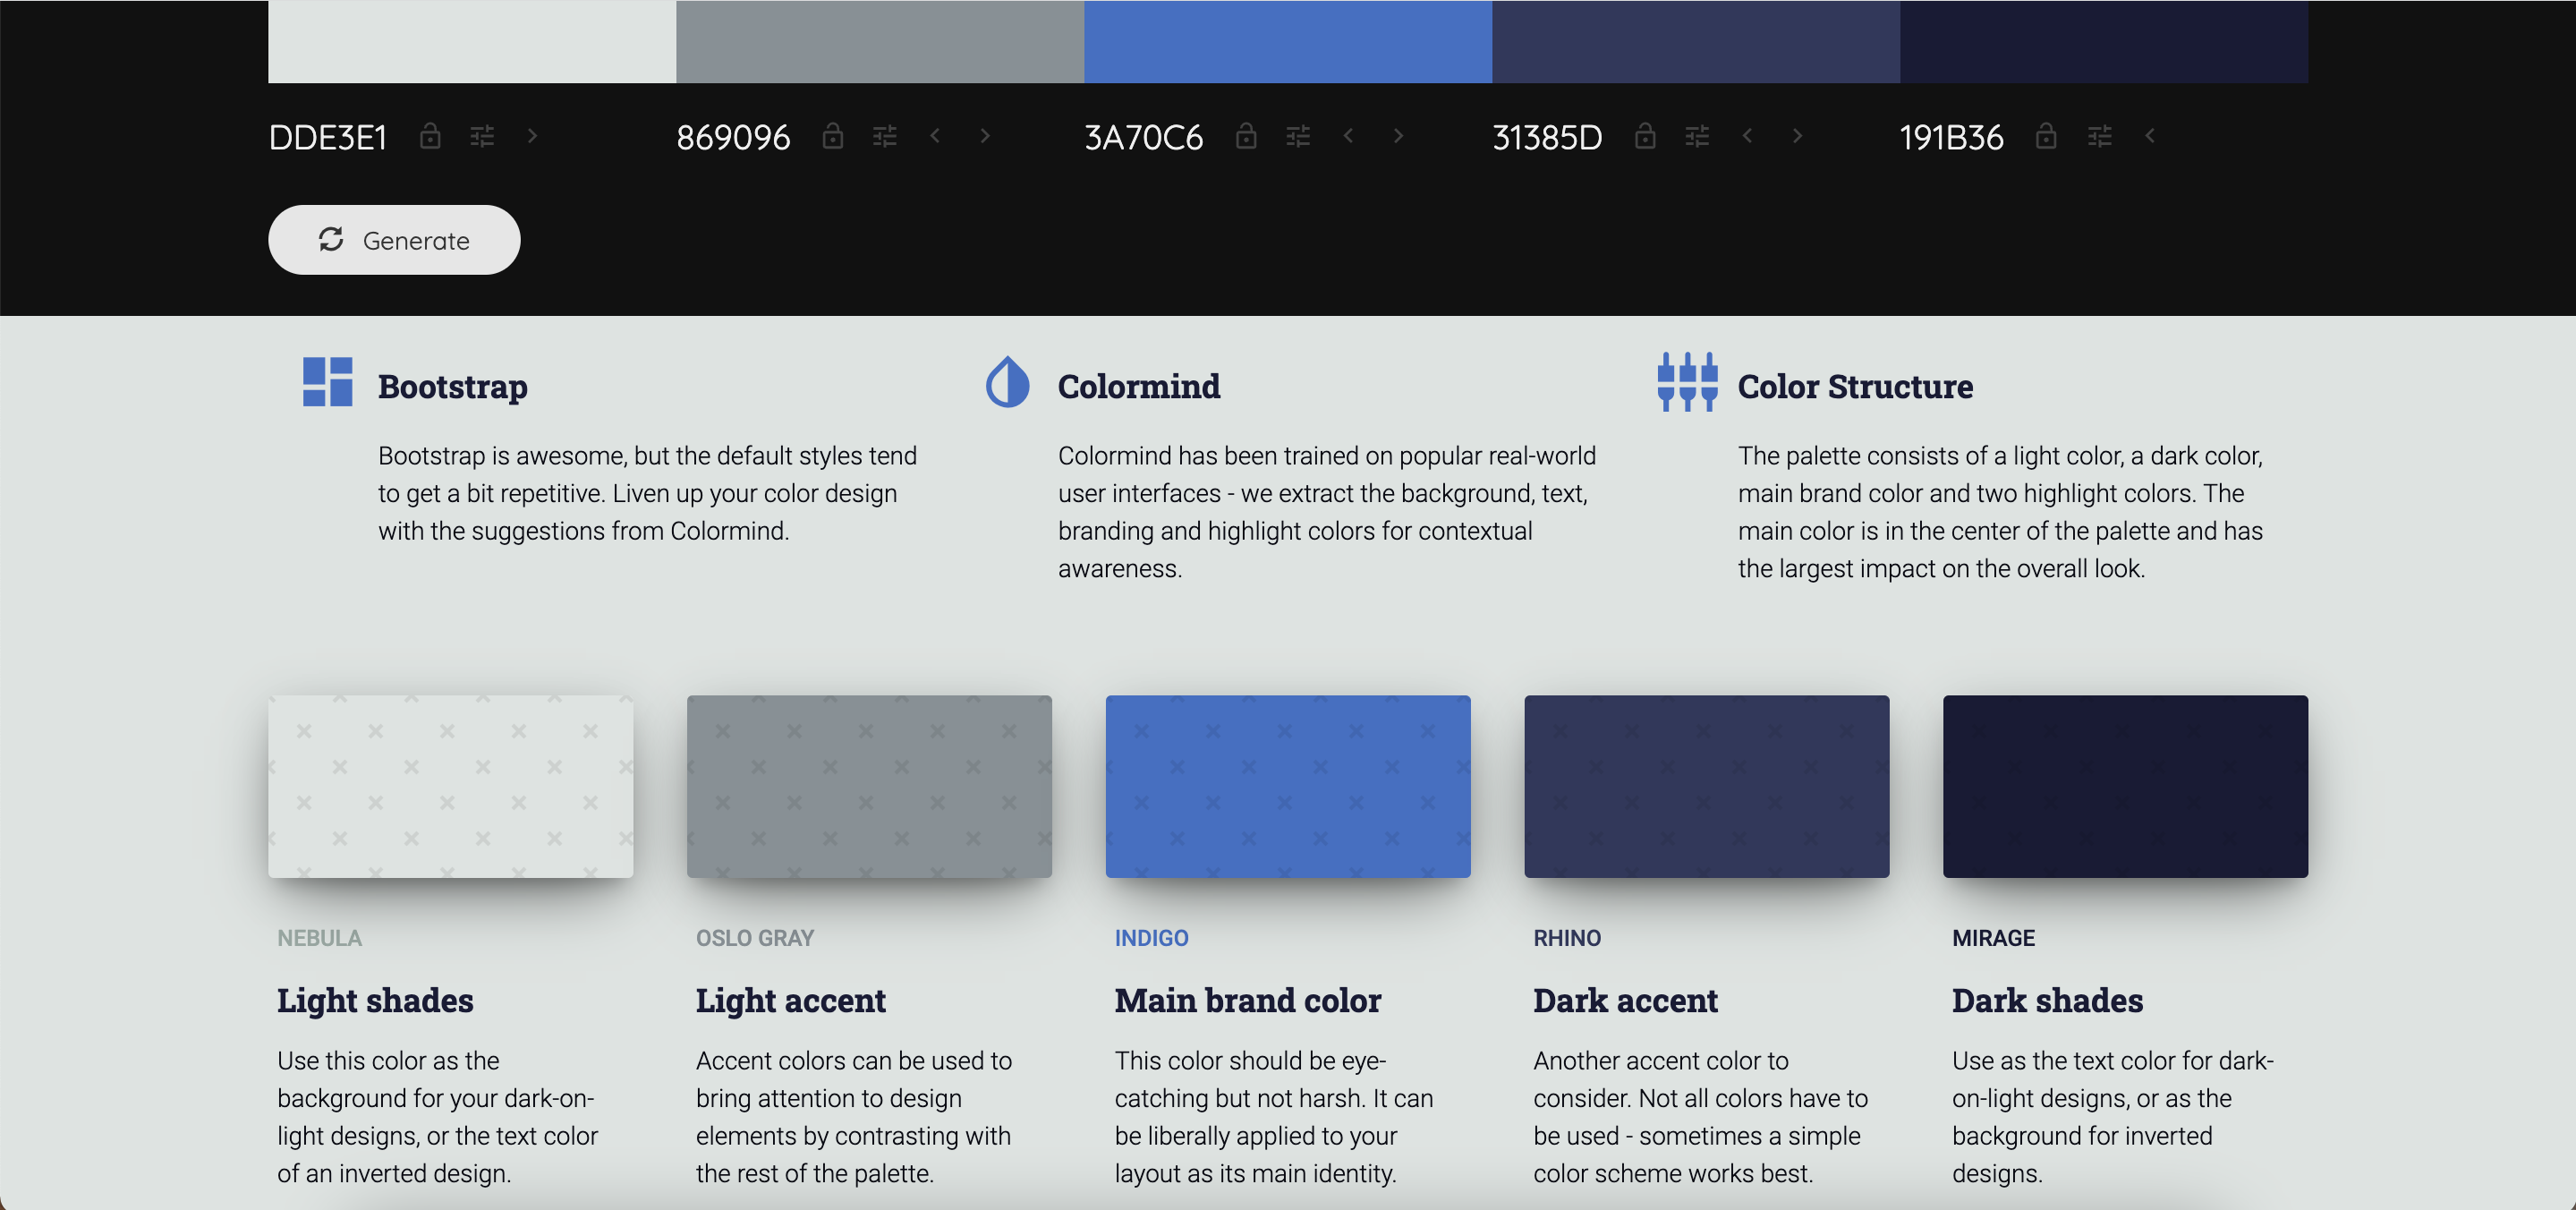 DDE3E1
869096
3A70C6
31385D
191B36
Generate
Bootstrap
Bootstrap is awesome, but the default styles tend
to get a bit repetitive. Liven up your color design
with the suggestions from Colormind.
Colormind
Colormind has been trained on popular real-world
user interfaces - we extract the background, text,
branding and highlight colors for contextual
awareness.
Color Structure
The palette consists of a light color, a dark color,
main brand color and two highlight colors. The
main color is in the center of the palette and has
the largest impact on the overall look.
NEBULA
Light shades
Use this color as the
background for your dark-on-
light designs, or the text color
of an inverted design.
OSLO GRAY
Light accent
Accent colors can be used to
bring attention to design
elements by contrasting with
the rest of the palette.
INDIGO
Main brand color
This color should be eye-
catching but not harsh. It can
be liberally applied to your
layout as its main identity.
RHINO
Dark accent
Another accent color to
consider. Not all colors have to
be used - sometimes a simple
color scheme works best.
MIRAGE
Dark shades
Use as the text color for dark-
on-light designs, or as the
background for inverted
designs.